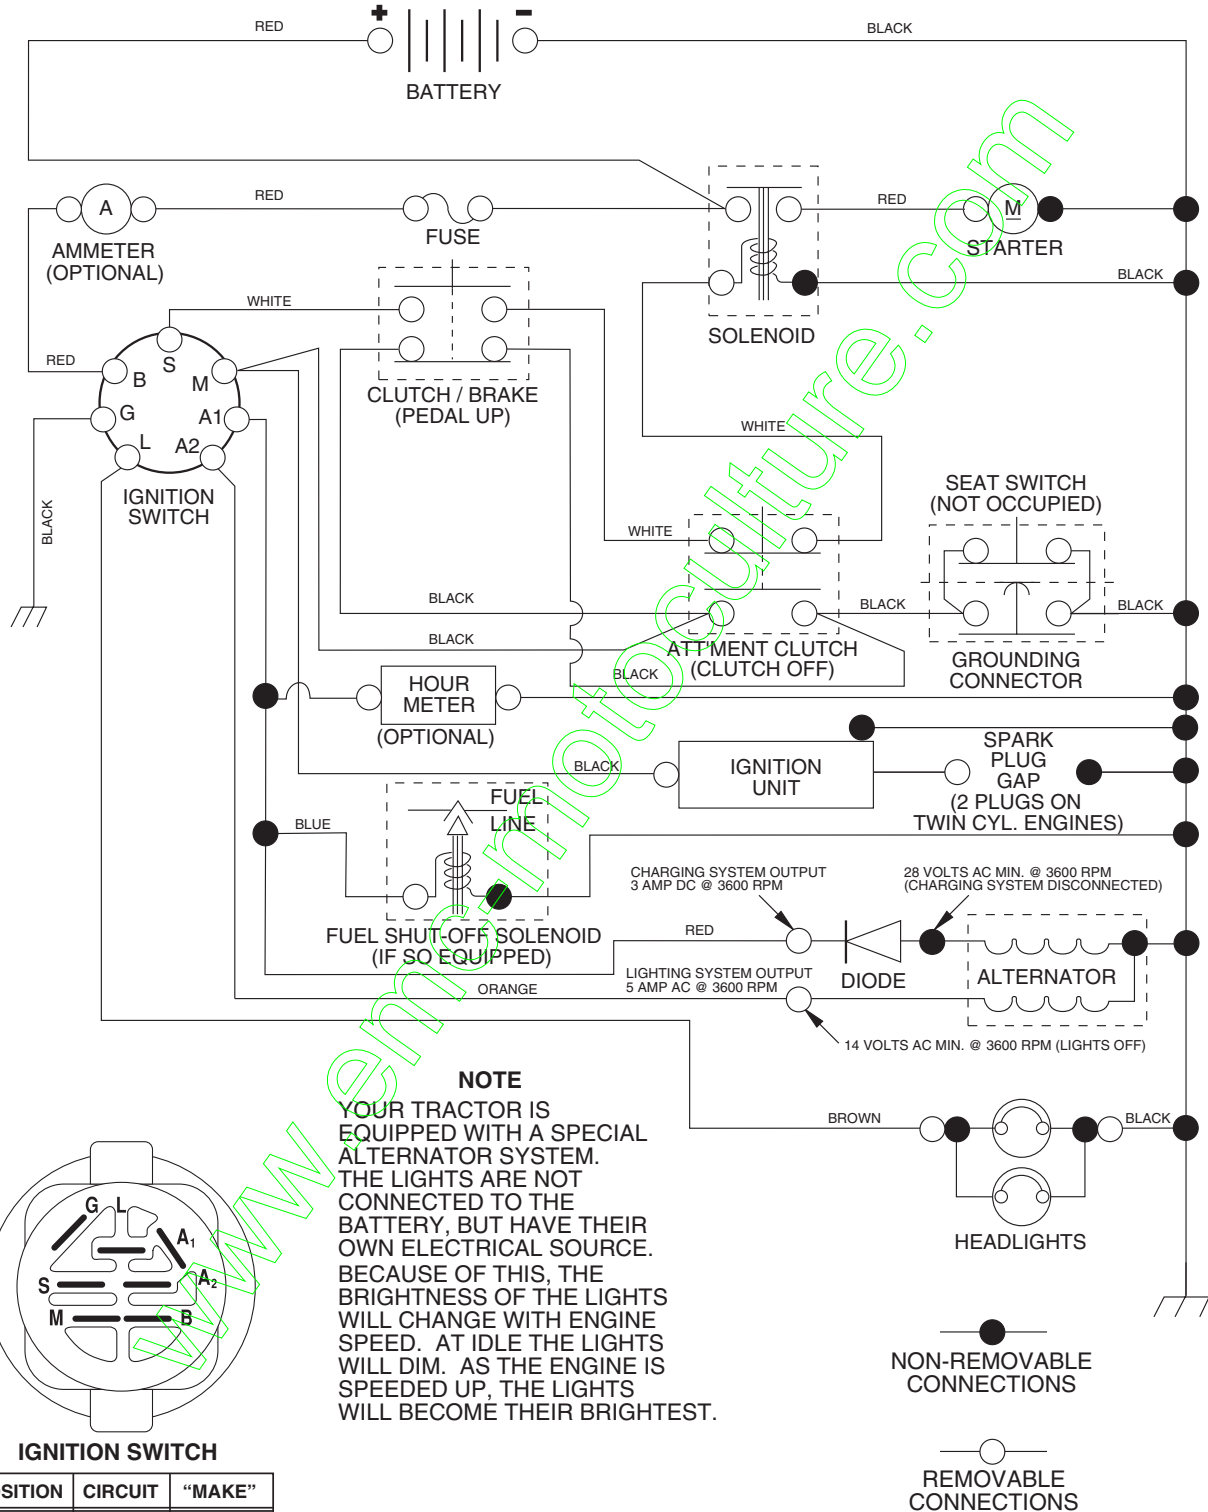 + -
RED
BLACK
BATTERY
RED
A
AMMETER
(OPTIONAL)
FUSE
RED
M
STARTER
BLACK
SOLENOID
WHITE
CLUTCH / BRAKE
(PEDAL UP)
RED
S
B
M
G
A1
L
A2
IGNITION
SWITCH
BLACK
WHITE
SEAT SWITCH
(NOT OCCUPIED)
WHITE
BLACK
BLACK
BLACK
BLACK
ATT'MENT CLUTCH
(CLUTCH OFF)
BLACK
GROUNDING
CONNECTOR
HOUR
METER
(OPTIONAL)
BLACK
IGNITION
UNIT
SPARK
PLUG
GAP
(2 PLUGS ON
TWIN CYL. ENGINES)
FUEL
LINE
BLUE
FUEL SHUT-OFF SOLENOID
(IF SO EQUIPPED)
CHARGING SYSTEM OUTPUT
3 AMP DC @ 3600 RPM
28 VOLTS AC MIN. @ 3600 RPM
(CHARGING SYSTEM DISCONNECTED)
RED
DIODE
ALTERNATOR
LIGHTING SYSTEM OUTPUT
5 AMP AC @ 3600 RPM
ORANGE
14 VOLTS AC MIN. @ 3600 RPM (LIGHTS OFF)
NOTE
YOUR TRACTOR IS
EQUIPPED WITH A SPECIAL
ALTERNATOR SYSTEM.
THE LIGHTS ARE NOT
CONNECTED TO THE
BATTERY, BUT HAVE THEIR
OWN ELECTRICAL SOURCE.
BECAUSE OF THIS, THE
BRIGHTNESS OF THE LIGHTS
WILL CHANGE WITH ENGINE
SPEED. AT IDLE THE LIGHTS
WILL DIM. AS THE ENGINE IS
SPEEDED UP, THE LIGHTS
WILL BECOME THEIR BRIGHTEST.
BROWN
BLACK
HEADLIGHTS
G L
A1
A2
S
M
B
IGNITION SWITCH
SITION CIRCUIT "MAKE"
NON-REMOVABLE
CONNECTIONS
REMOVABLE
CONNECTIONS
www.emc-motoculture.com